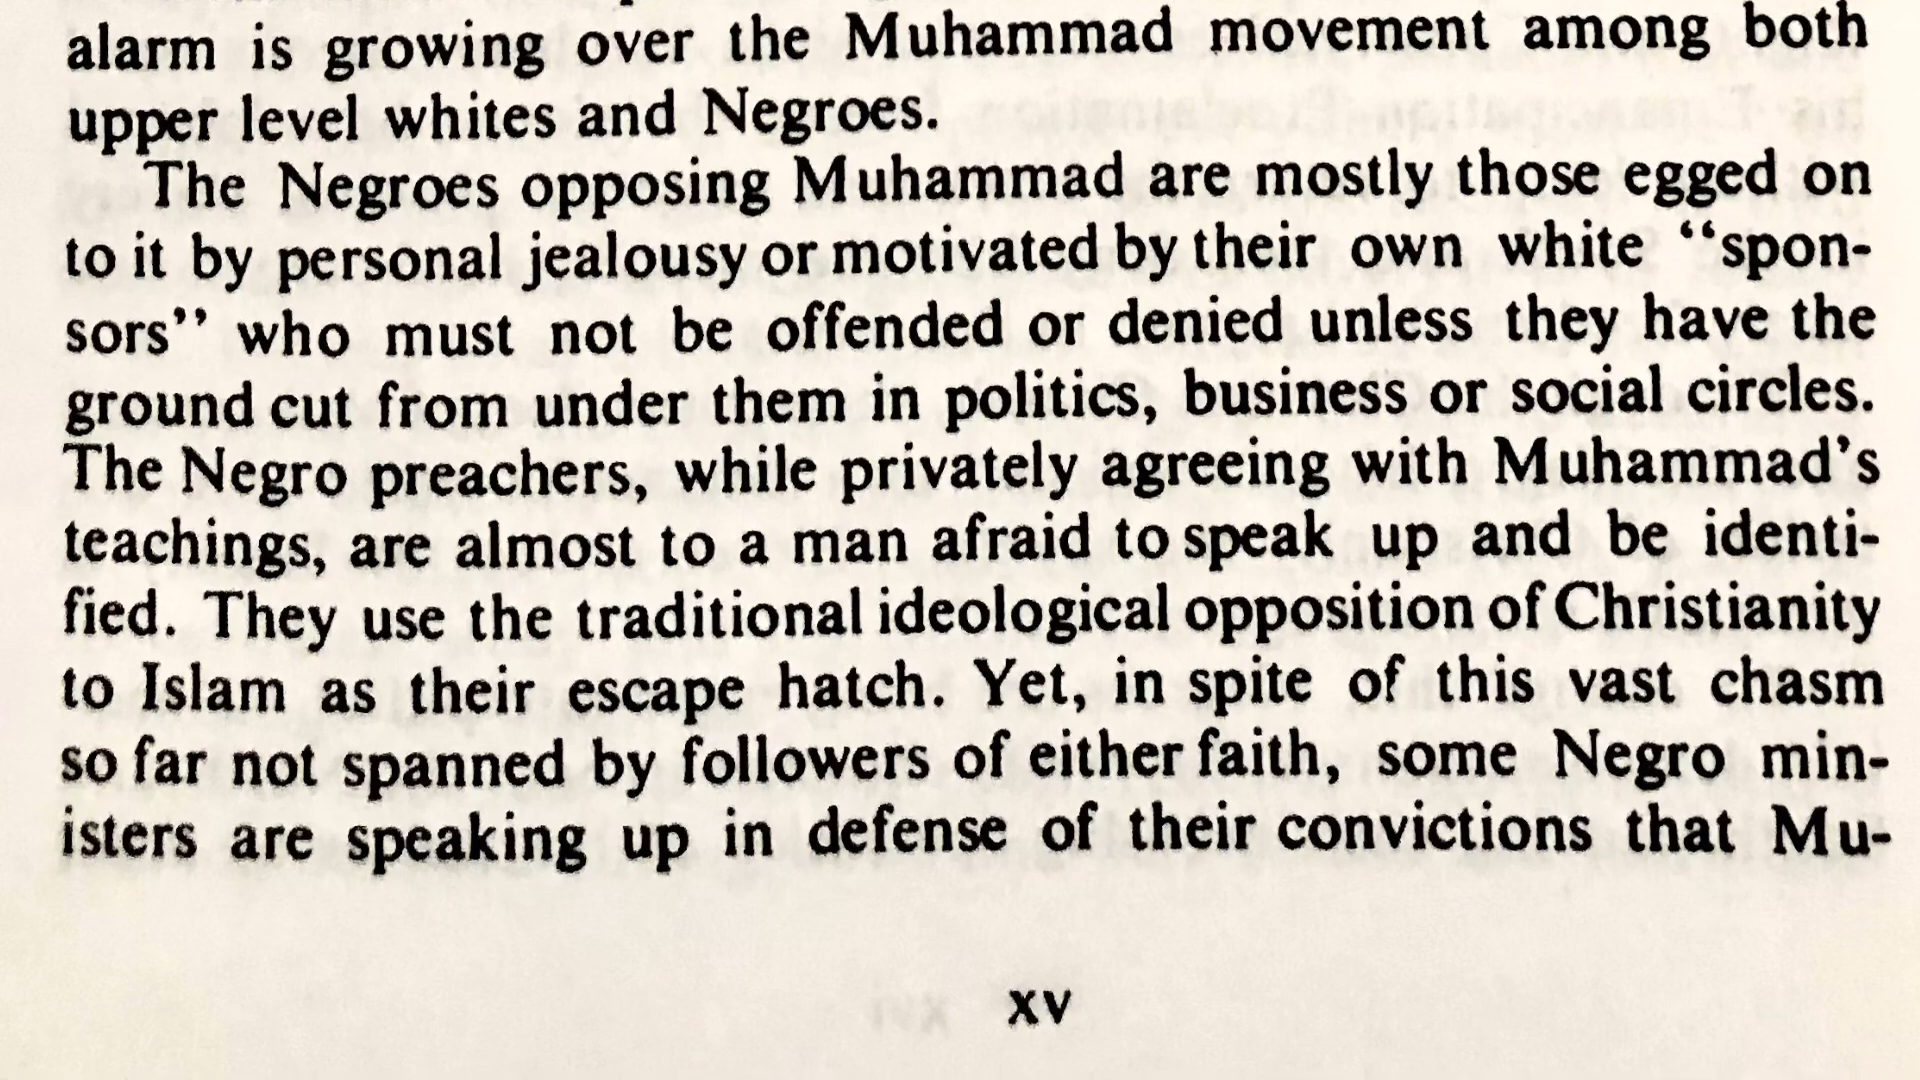 alarm is growing over the Muhammad movement among both
upper level whites and Negroes.
The Negroes opposing Muhammad are mostly those egged on
to it by personal jealousy or motivated by their own white “spon-
sors” who must not be offended or denied unless they have the
ground cut from under them in politics, business or social circles.
The Negro preachers, while privately agreeing with Muhammad’s
teachings, are almost to a man afraid to speak up and be identi-
fied. They use the traditional ideological opposition of Christianity
to Islam as their escape hatch. Yet, in spite of this vast chasm
so far not spanned by followers of either faith, some Negro min-
isters are speaking up in defense of their convictions that Mu-
xv